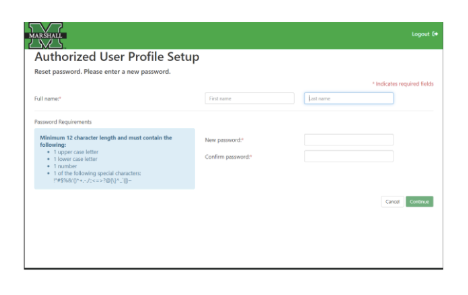 MARSHALL
Logout
Authorized User Profile Setup
Reset password. Please enter a new password.
* Indicates required fields
Full name:*
First name
Last name
Password Requirements
Minimum 12 character length and must contain the
following:
• 1 upper case letter
• 1 lower case letter
• 1 number
• 1 of the following special characters:
New password:*
Confirm password:*
Cancel
Continue